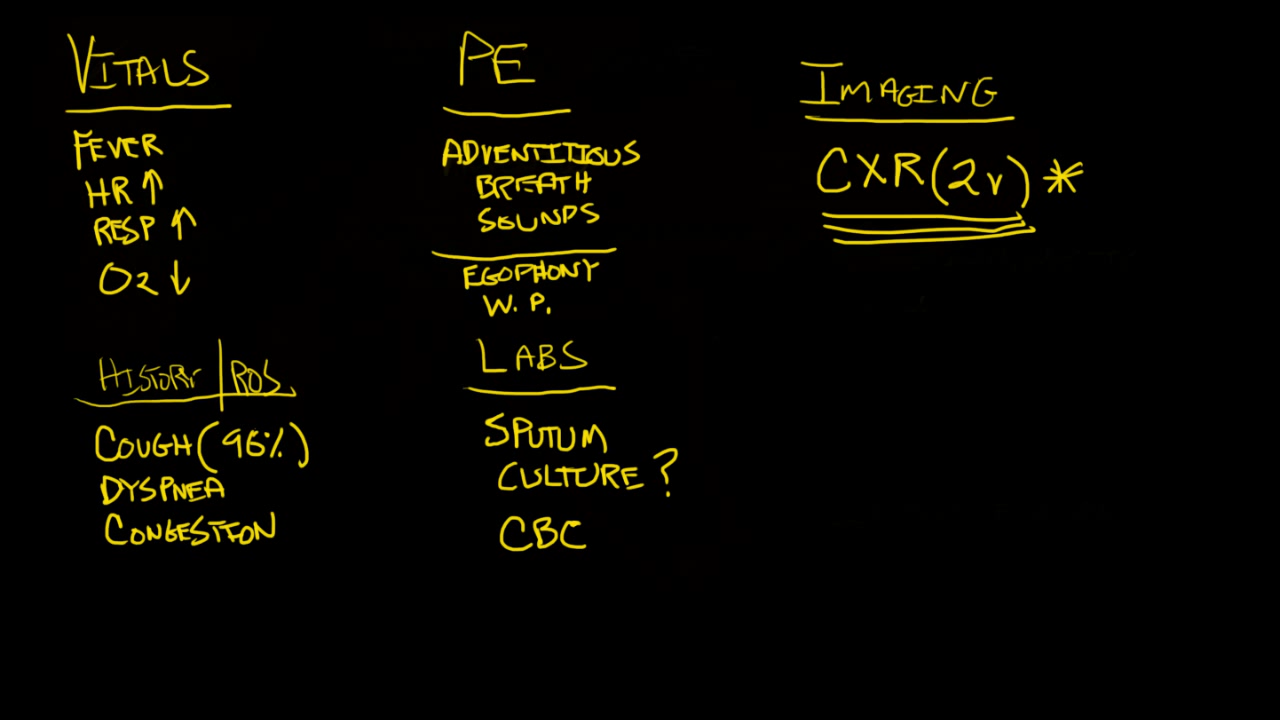 VITALS
FEVER
HR ↑
RESP ↑
O2 ↓
HISTORY | ROS
COUGH (96%)
DYSPNEA
CONGESTION
PE
ADVENTITIOUS
BREATH
SOUNDS
EGOPHONY
W. P.
LABS
SPUTUM
CULTURE ?
CBC
IMAGING
CXR (2v) *